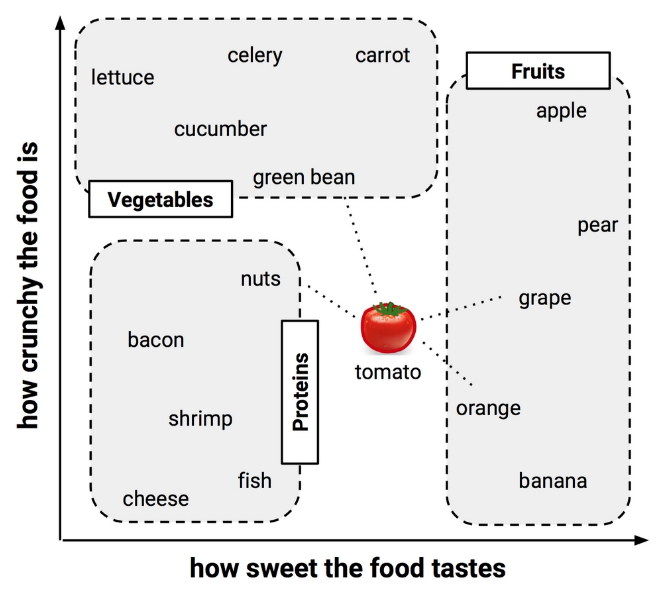 celery
carrot
lettuce
Fruits
apple
cucumber
green bean
Vegetables
pear
nuts
grape
bacon
tomato
Proteins
orange
shrimp
fish
banana
cheese
how crunchy the food is
how sweet the food tastes